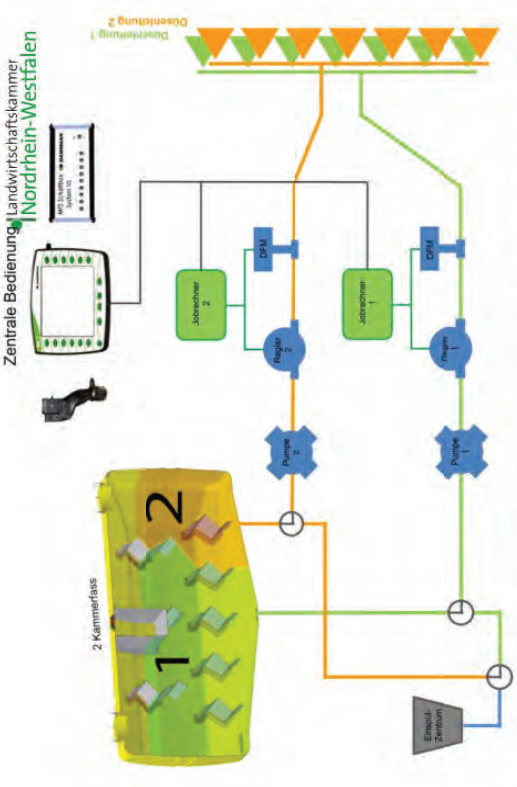 Düsenleitung 2
Düsenleitung 1
Zentrale Bedienung
Landwirtschaftskammer
Nordrhein-Westfalen
2 Kammerfass
1
2
Jobrechner
2
DFM
Regler
2
Pumpe
2
Jobrechner
1
DFM
Regler
1
Pumpe
1
Einspül-
Zentrum